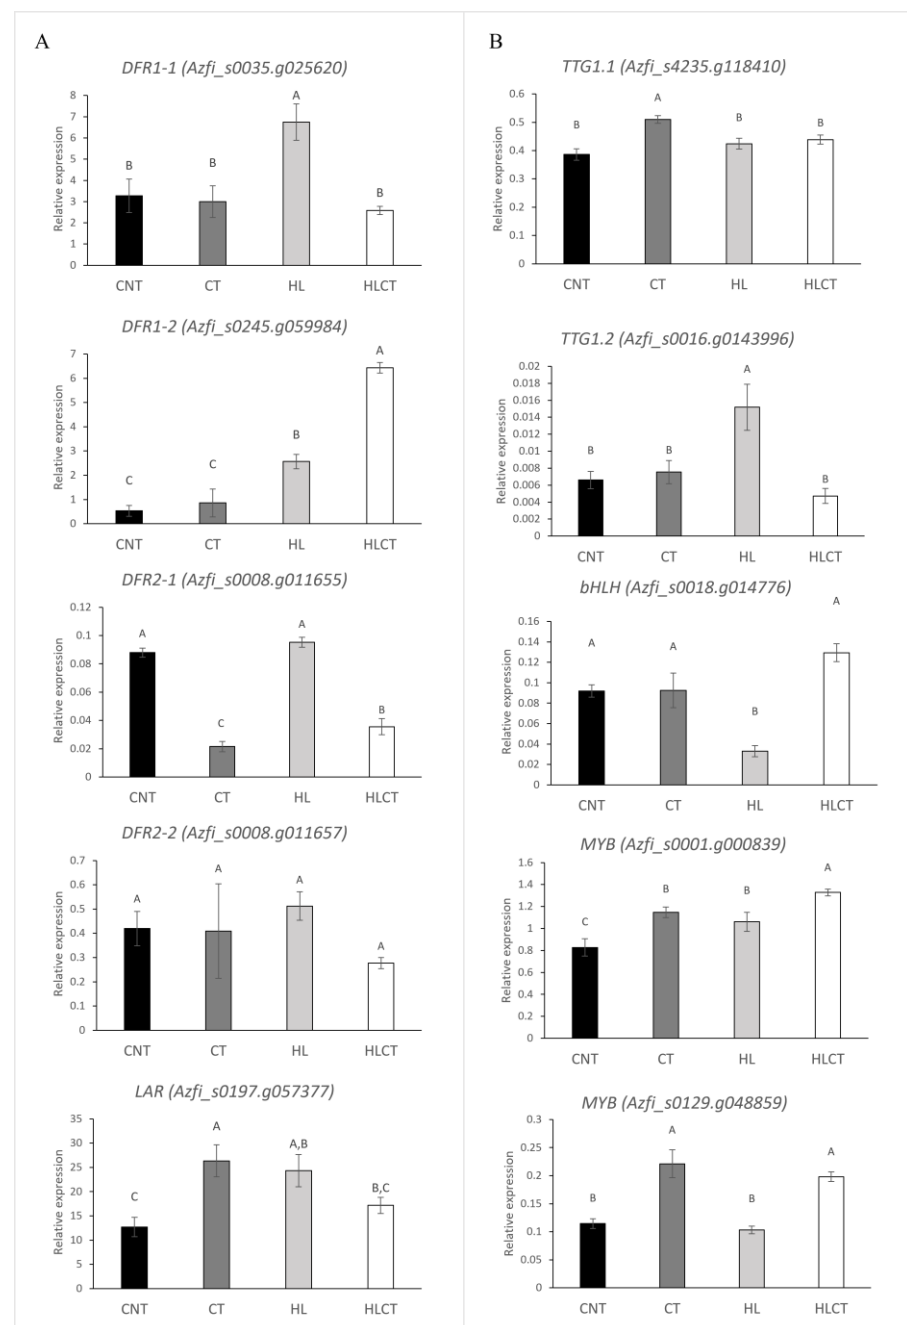 A
DFR1-1 (Azfi_s0035.g025620)
Relative expression
8
7
6
5
4
3
2
1
0
B
B
A
B
CNT CT HL HLCT
DFR1-2 (Azfi_s0245.g059984)
Relative expression
7
6
5
4
3
2
1
0
C
C
B
A
CNT CT HL HLCT
DFR2-1 (Azfi_s0008.g011655)
Relative expression
0.12
0.1
0.08
0.06
0.04
0.02
0
A
C
A
B
CNT CT HL HLCT
DFR2-2 (Azfi_s0008.g011657)
Relative expression
0.7
0.6
0.5
0.4
0.3
0.2
0.1
0
A
A
A
A
CNT CT HL HLCT
LAR (Azfi_s0197.g057377)
Relative expression
35
30
25
20
15
10
5
0
C
A
A,B
B,C
CNT CT HL HLCT
B
TTG1.1 (Azfi_s4235.g118410)
Relative expression
0.6
0.5
0.4
0.3
0.2
0.1
0
B
A
B
B
CNT CT HL HLCT
TTG1.2 (Azfi_s0016.g0143996)
Relative expression
0.02
0.018
0.016
0.014
0.012
0.01
0.008
0.006
0.004
0.002
0
B
B
A
B
CNT CT HL HLCT
bHLH (Azfi_s0018.g014776)
Relative expression
0.16
0.14
0.12
0.1
0.08
0.06
0.04
0.02
0
A
A
B
A
CNT CT HL HLCT
MYB (Azfi_s0001.g000839)
Relative expression
1.6
1.4
1.2
1
0.8
0.6
0.4
0.2
0
C
B
B
A
CNT CT HL HLCT
MYB (Azfi_s0129.g048859)
Relative expression
0.3
0.25
0.2
0.15
0.1
0.05
0
B
A
B
A
CNT CT HL HLCT